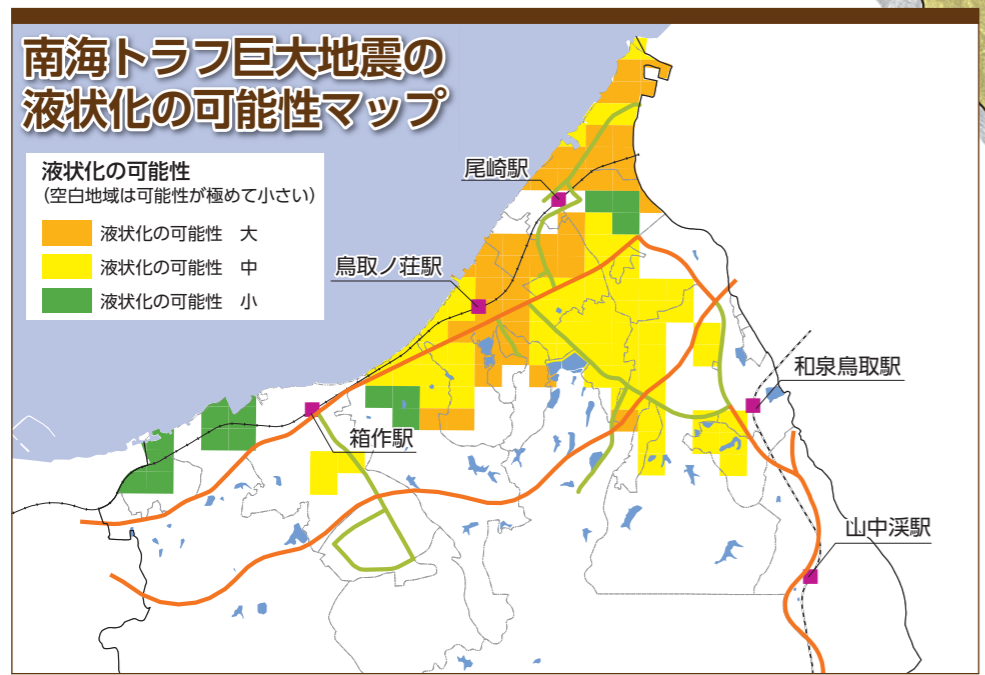 南海トラフ巨大地震の
液状化の可能性マップ
液状化の可能性
(空白地域は可能性が極めて小さい)
液状化の可能性 大
液状化の可能性 中
液状化の可能性 小
尾崎駅
鳥取ノ荘駅
和泉鳥取駅
箱作駅
山中渓駅